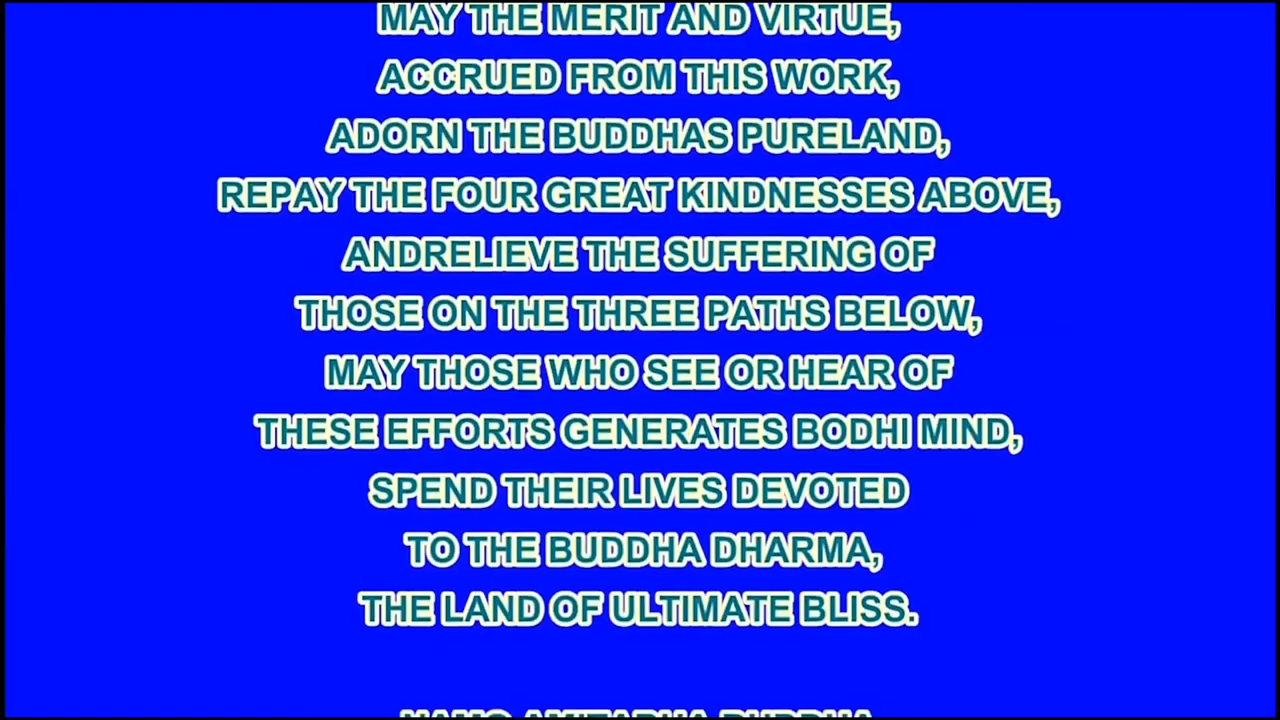 MAY THE MERIT AND VIRTUE,
ACCRUED FROM THIS WORK,
ADORN THE BUDDHAS PURELAND,
REPAY THE FOUR GREAT KINDNESSES ABOVE,
ANDRELIEVE THE SUFFERING OF
THOSE ON THE THREE PATHS BELOW,
MAY THOSE WHO SEE OR HEAR OF
THESE EFFORTS GENERATES BODHI MIND,
SPEND THEIR LIVES DEVOTED
TO THE BUDDHA DHARMA,
THE LAND OF ULTIMATE BLISS.